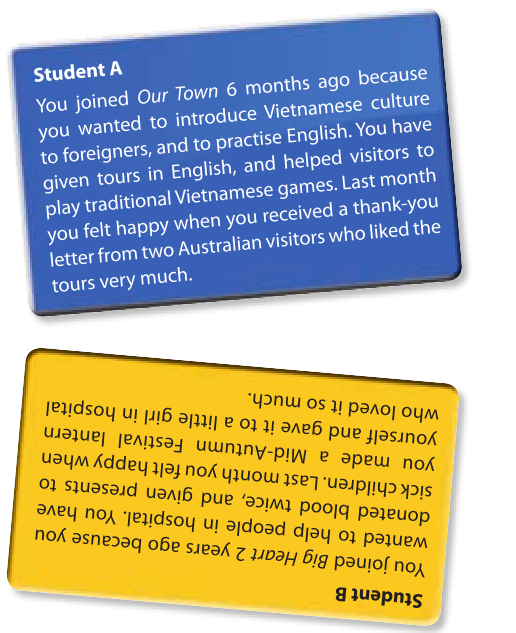 Student A
You joined Our Town 6 months ago because
you wanted to introduce Vietnamese culture
to foreigners, and to practise English. You have
given tours in English, and helped visitors to
play traditional Vietnamese games. Last month
you felt happy when you received a thank-you
letter from two Australian visitors who liked the
tours very much.
Student B
You joined Big Heart 2 years ago because you
wanted to help people in hospital. You have
donated blood twice, and given presents to
sick children. Last month you felt happy when
you made a Mid-Autumn Festival lantern
yourself and gave it to a little girl in hospital
who loved it so much.